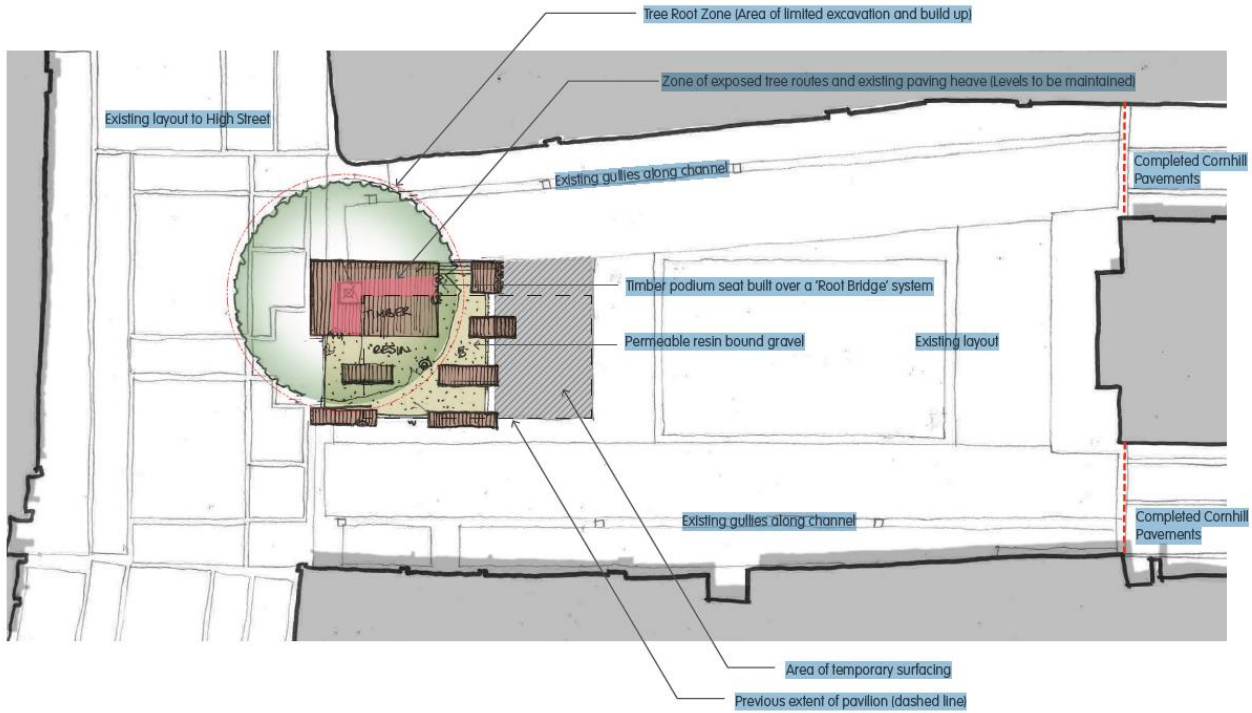 Tree Root Zone (Area of limited excavation and build up)
Zone of exposed tree routes and existing paving heave (Levels to be maintained)
Existing layout to High Street
Existing gullies along channel
Completed Cornhill
Pavements
Timber podium seat built over a 'Root Bridge' system
TIMBER
Permeable resin bound gravel
Existing layout
RESIN
Existing gullies along channel
Completed Cornhill
Pavements
Area of temporary surfacing
Previous extent of pavilion (dashed line)